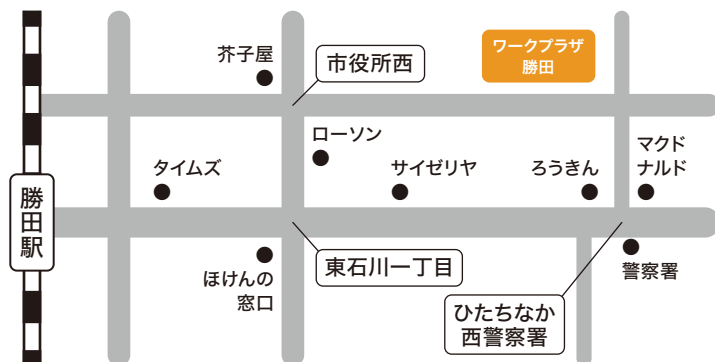 芥子屋
市役所西
ワークプラザ
勝田
ローソン
タイムズ
サイゼリヤ
ろうきん
マクド
ナルド
勝田駅
ほけんの
窓口
東石川一丁目
ひたちなか
西警察署
警察署